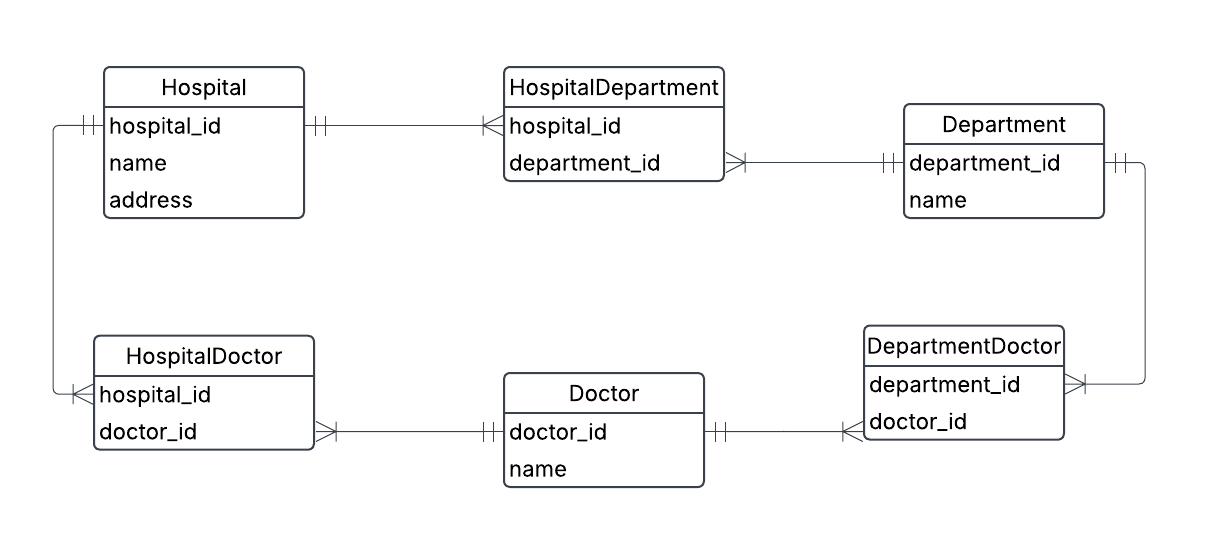 Hospital
hospital_id
name
address
HospitalDepartment
hospital_id
department_id
Department
department_id
name
HospitalDoctor
hospital_id
doctor_id
Doctor
doctor_id
name
DepartmentDoctor
department_id
doctor_id